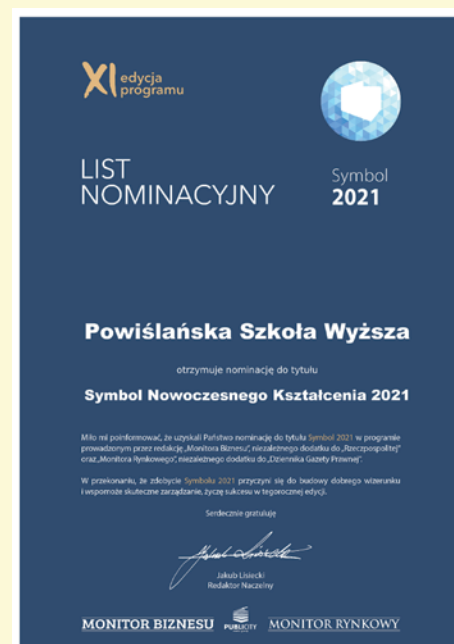 XI edycja
programu
LIST
NOMINACYJNY
Symbol
2021
Powiślańska Szkoła Wyższa
otrzymuje nominację do tytułu
Symbol Nowoczesnego Kształcenia 2021
Miło mi poinformować, że uzyskali Państwo nominację do tytułu Symbol 2021 w programie
prowadzonym przez redakcję „Monitora Biznesu”, niezależnego dodatku do „Rzeczpospolitej”
oraz „Monitora Rynkowego”, niezależnego dodatku do „Dziennika Gazety Prawnej”.
W przekonaniu, że zdobycie Symbolu 2021 przyczyni się do budowy dobrego wizerunku
i wspomoże skuteczne zarządzanie, życzę sukcesu w tegorocznej edycji.
Serdecznie gratuluję
Jakub Lisiecki
Jakub Lisiecki
Redaktor Naczelny
MONITOR BIZNESU PUBLICITY MONITOR RYNKOWY